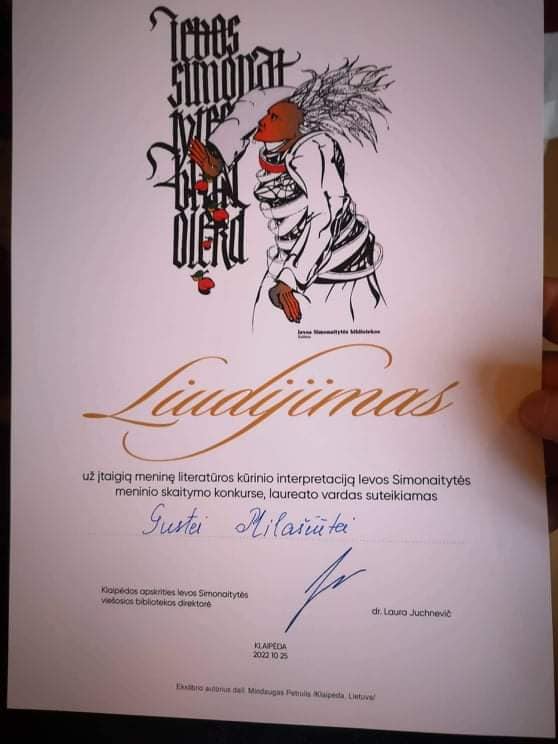 Ievos
simonait
Ievos Simonaitytės bibliotekos
Liudijimas
už įtaigią meninę literatūros kūrinio interpretaciją Ievos Simonaitytės
meninio skaitymo konkurse, laureato vardas suteikiamas
Gustei Milašiūtei
Klaipėdos apskrities Ievos Simonaitytės
viešosios bibliotekos direktorė
dr. Laura Juchnevič
KLAIPĖDA
2022 10 25
Ekslibrio autorius dail. Mindaugas Petrulis /Klaipėda, Lietuva/